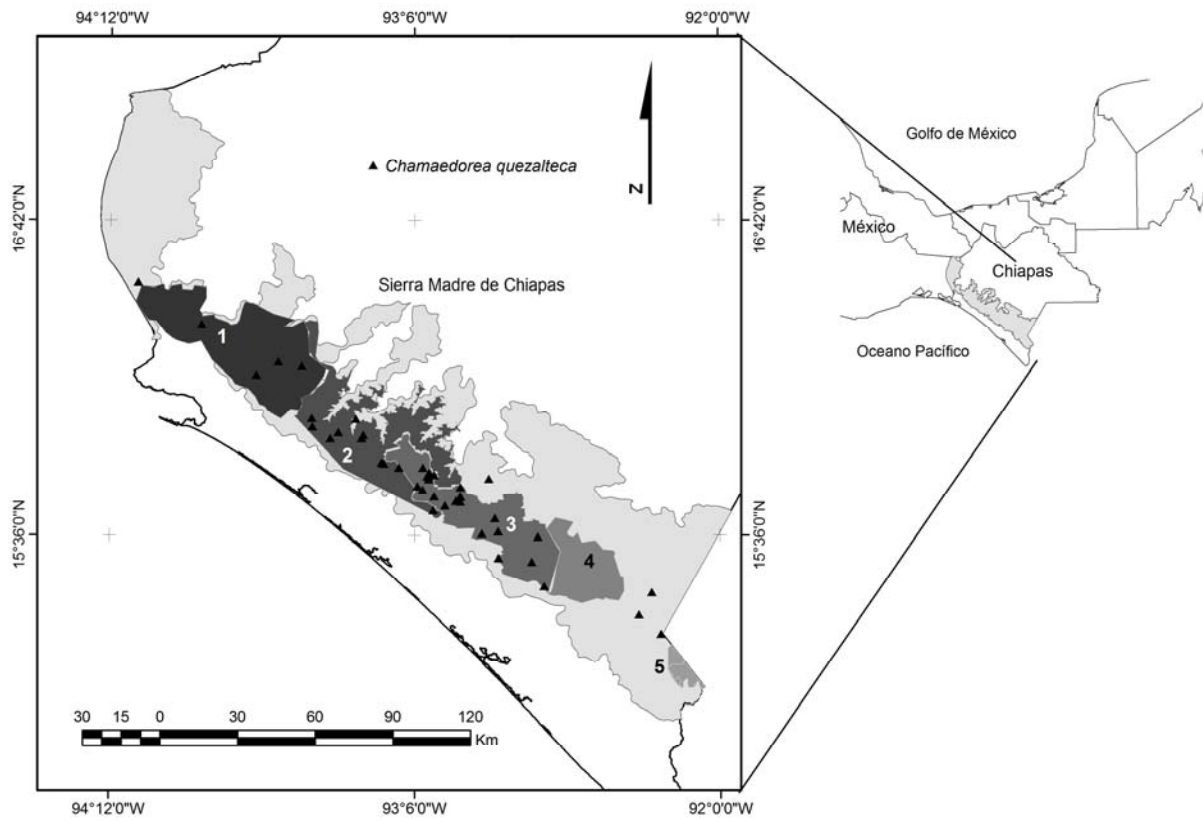 94°12'0"W
93°6'0"W
92°0'0"W
16°42'0"N
16°42'0"N
Golfo de México
Chamaedorea quezalteca
N
México
Chiapas
Sierra Madre de Chiapas
Oceano Pacífico
1
2
3
4
5
15°36'0"N
15°36'0"N
30 15 0 30 60 90 120
Km
94°12'0"W
93°6'0"W
92°0'0"W